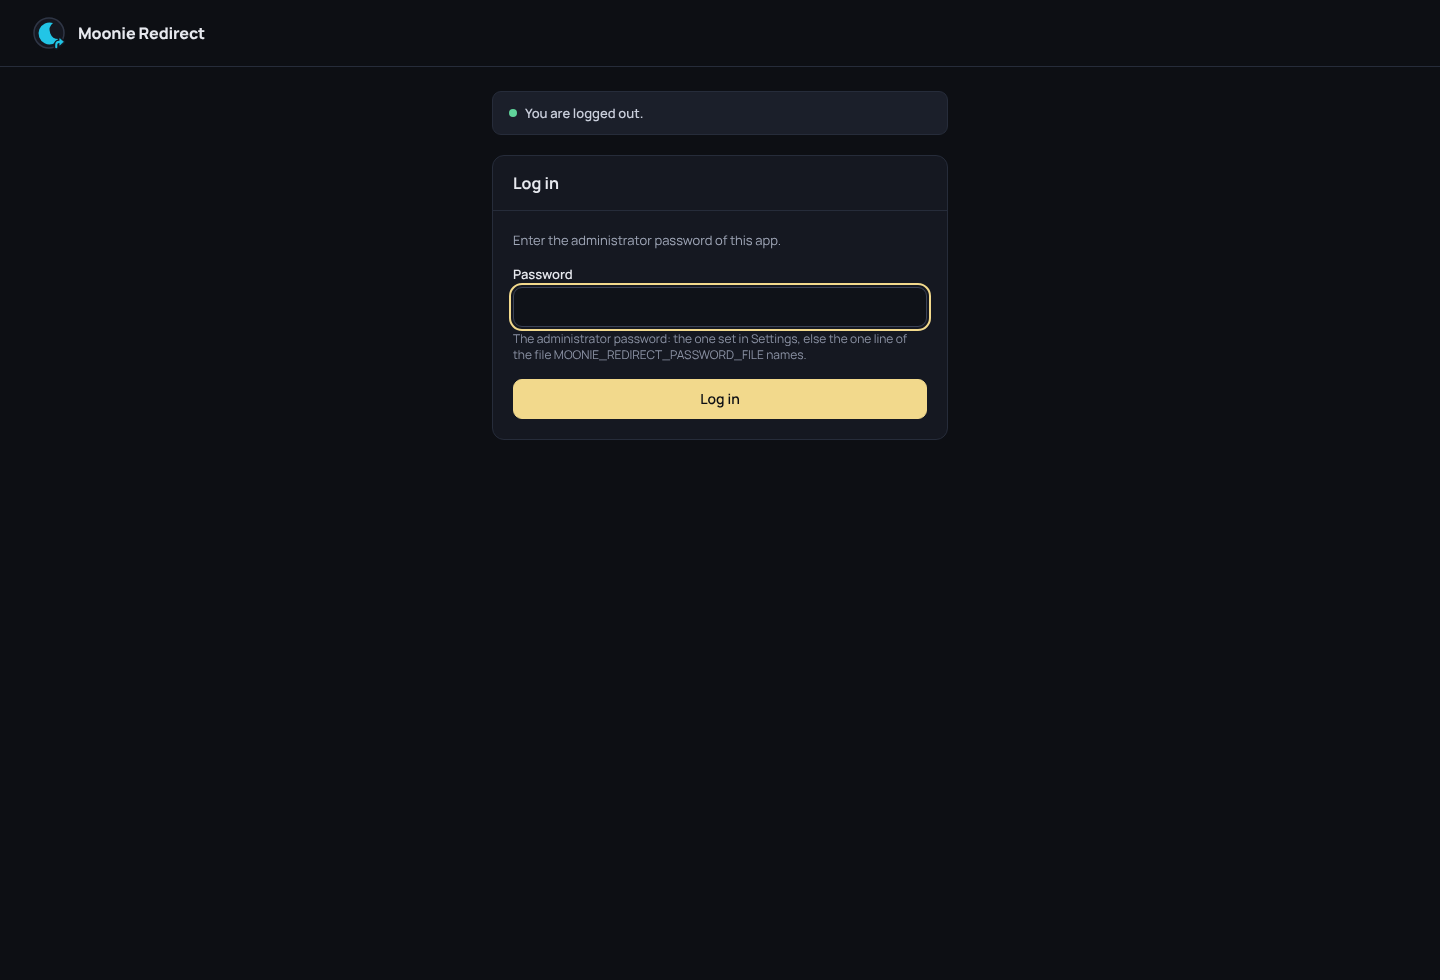 Moonie Redirect
You are logged out.
Log in
Enter the administrator password of this app.
Password
The administrator password: the one set in Settings, else the one line of
the file MOONIE_REDIRECT_PASSWORD_FILE names.
Log in